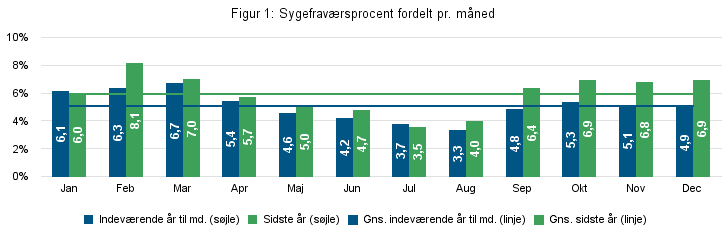 Figur 1: Sygefraværsprocent fordelt pr. måned
10%
8%
6%
4%
2%
0%
6,1 6,0 6,3 8,1 6,7 7,0 5,4 5,7 4,6 5,0 4,2 4,7 3,7 3,5 3,3 4,0 4,8 6,4 5,3 6,9 5,1 6,8 4,9 6,9
Jan Feb Mar Apr Maj Jun Jul Aug Sep Okt Nov Dec
Indeværende år til md. (søjle) Sidste år (søjle) Gns. indeværende år til md. (linje) Gns. sidste år (linje)